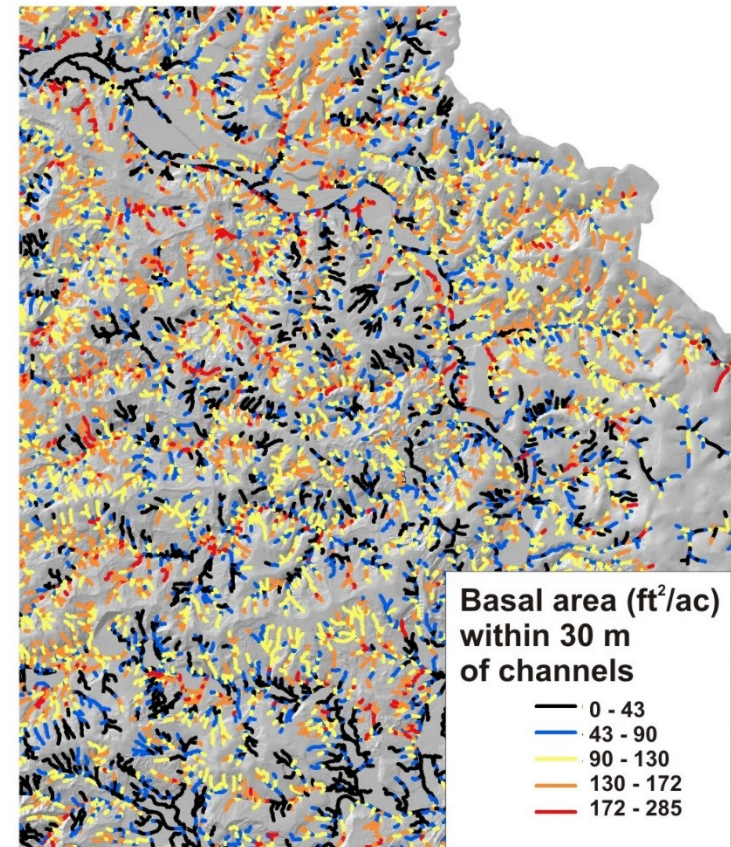 Basal area (ft²/ac)
within 30 m
of channels
0 - 43
43 - 90
90 - 130
130 - 172
172 - 285